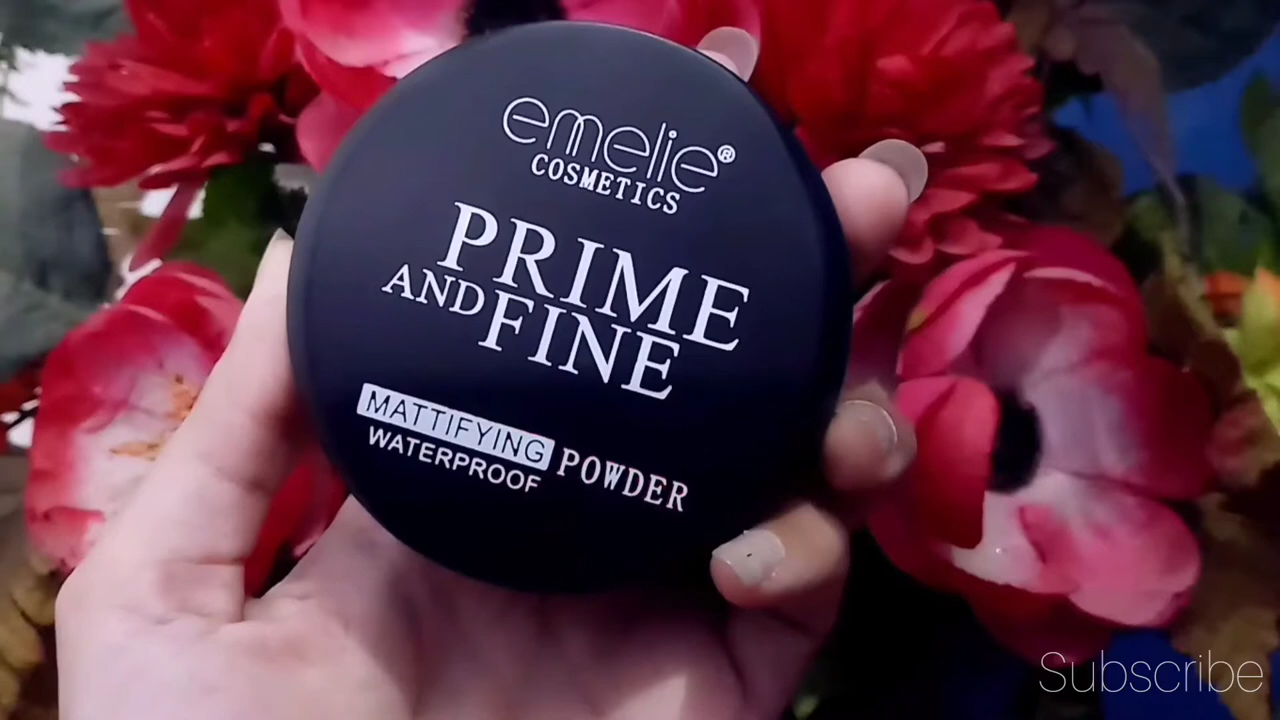 emelie®
COSMETICS
PRIME
AND FINE
MATTIFYING
WATERPROOF
POWDER
Subscribe